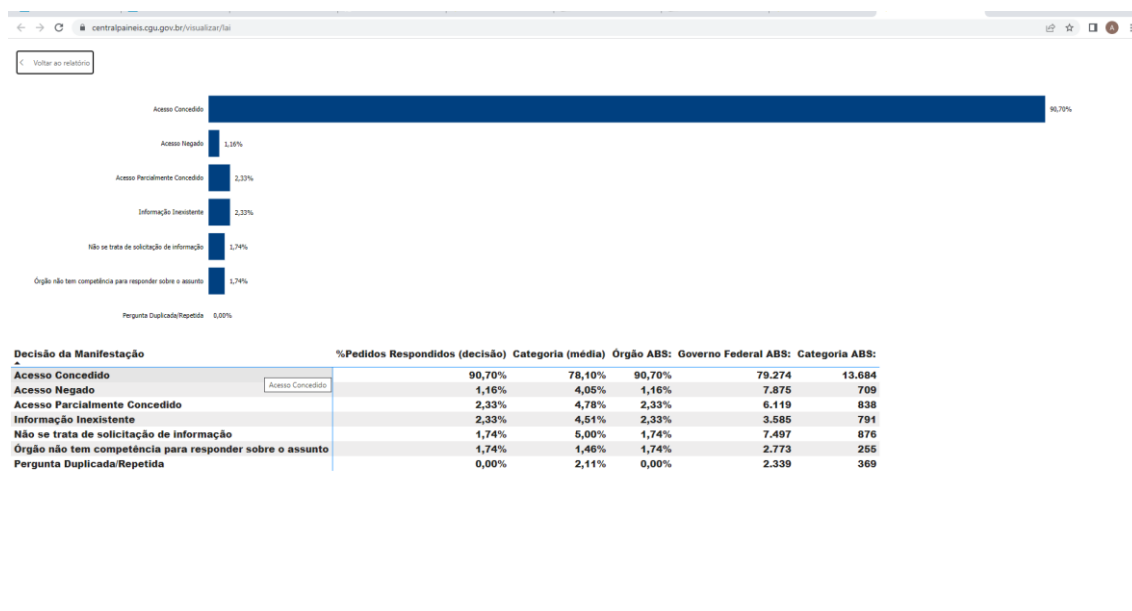 centralpaineis.cgu.gov.br/visualizar/lai
A
Voltar ao relatório
Acesso Concedido 90,70%
Acesso Negado 1,16%
Acesso Parcialmente Concedido 2,33%
Informação Inexistente 2,33%
Não se trata de solicitação de informação 1,74%
Órgão não tem competência para responder sobre o assunto 1,74%
Pergunta Duplicada/Repetida 0,00%
Decisão da Manifestação %Pedidos Respondidos (decisão) Categoria (média) Órgão ABS: Governo Federal ABS: Categoria ABS:
Acesso Concedido 90,70% 78,10% 90,70% 79.274 13.684
Acesso Concedido
Acesso Negado 1,16% 4,05% 1,16% 7.875 709
Acesso Parcialmente Concedido 2,33% 4,78% 2,33% 6.119 838
Informação Inexistente 2,33% 4,51% 2,33% 3.585 791
Não se trata de solicitação de informação 1,74% 5,00% 1,74% 7.497 876
Órgão não tem competência para responder sobre o assunto 1,74% 1,46% 1,74% 2.773 255
Pergunta Duplicada/Repetida 0,00% 2,11% 0,00% 2.339 369